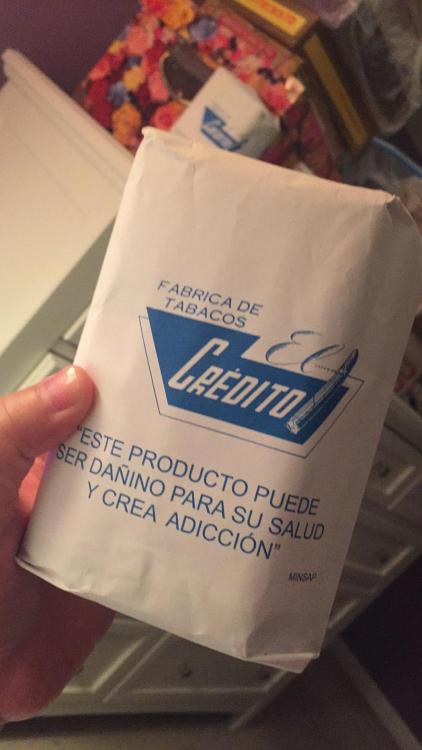 FABRICA DE
TABACOS
El
CRÉDITO
"ESTE PRODUCTO PUEDE
SER DAÑINO PARA SU SALUD
Y CREA ADICCIÓN"
MINSAP